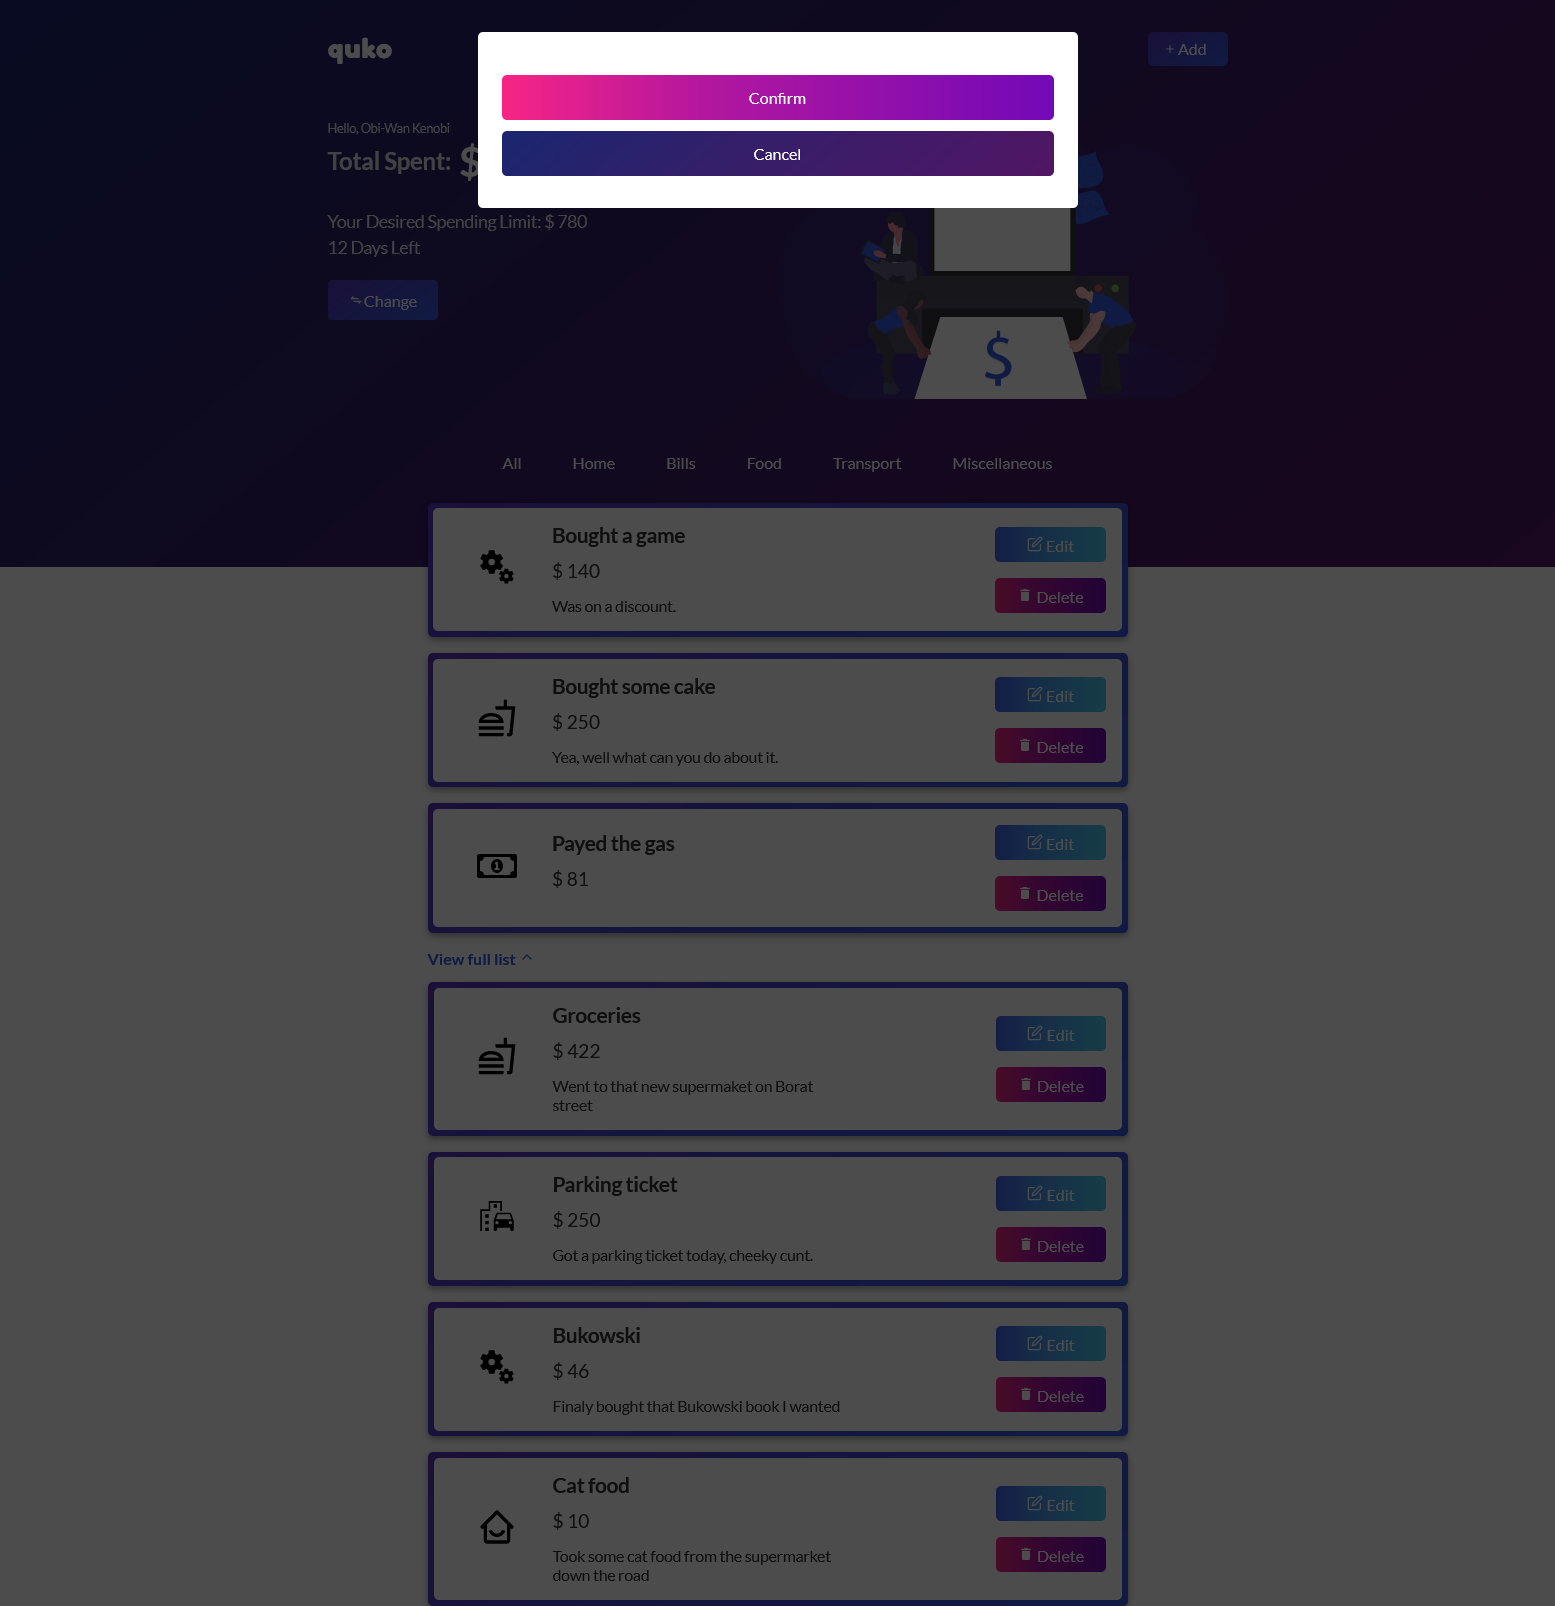 quko
+ Add
Confirm
Cancel
Hello, Obi-Wan Kenobi
Total Spent: $
Your Desired Spending Limit: $ 780
12 Days Left
Change
$
All Home Bills Food Transport Miscellaneous
Bought a game
$ 140
Was on a discount.
Edit
Delete
Bought some cake
$ 250
Yea, well what can you do about it.
Edit
Delete
1
Payed the gas
$ 81
Edit
Delete
View full list
Groceries
$ 422
Went to that new supermaket on Borat
street
Edit
Delete
Parking ticket
$ 250
Got a parking ticket today, cheeky cunt.
Edit
Delete
Bukowski
$ 46
Finaly bought that Bukowski book I wanted
Edit
Delete
Cat food
$ 10
Took some cat food from the supermarket
down the road
Edit
Delete